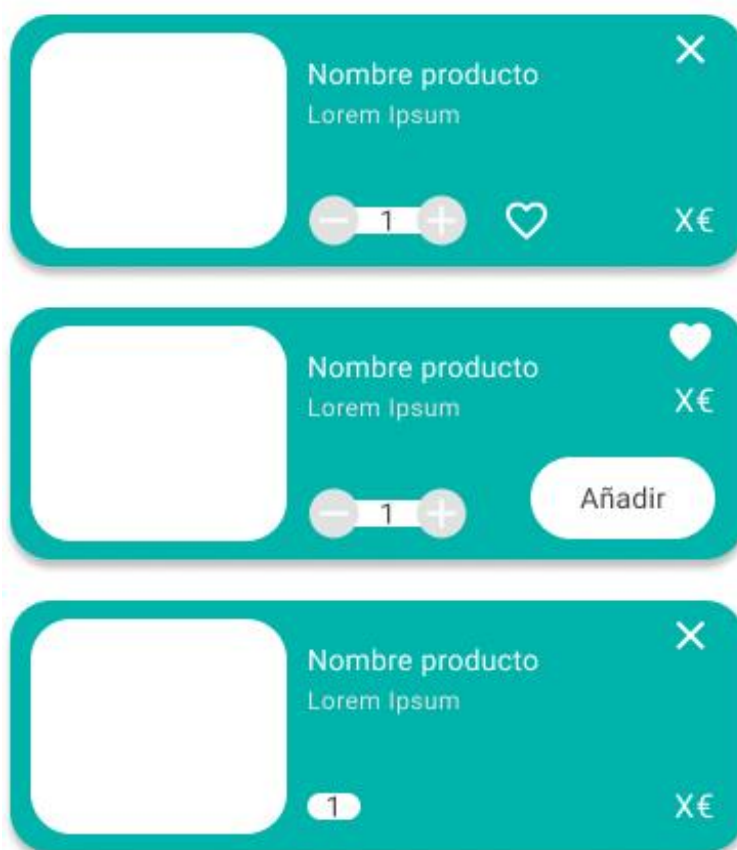 Nombre producto
Lorem Ipsum
1
X€
Nombre producto
Lorem Ipsum
X€
1
Añadir
Nombre producto
Lorem Ipsum
1
X€